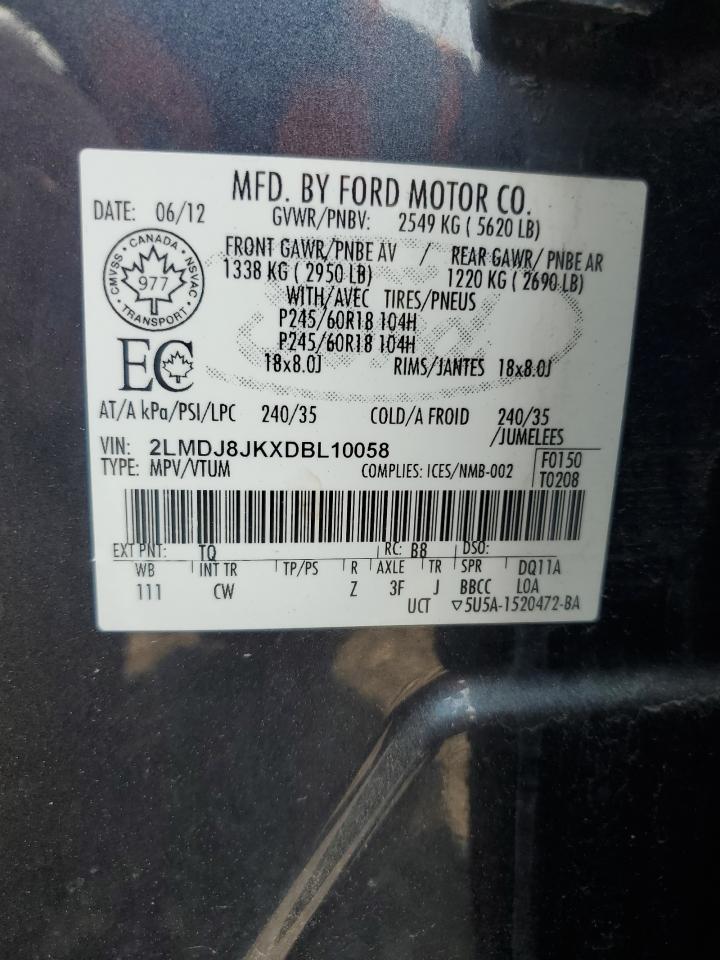 MFD. BY FORD MOTOR CO.
DATE: 06/12 GVWR/PNBV: 2549 KG ( 5620 LB)
FRONT GAWR/PNBE AV / REAR GAWR/ PNBE AR
1338 KG ( 2950 LB) 1220 KG ( 2690 LB)
WITH/AVEC TIRES/PNEUS
P245/60R18 104H
P245/60R18 104H
18x8.0J RIMS/JANTES 18x8.0J
CMVSS · CANADA · NSVAC · TRANSPORT ·
977
EC
AT/A kPa/PSI/LPC 240/35 COLD/A FROID 240/35
/JUMELEES
VIN: 2LMDJ8JKXDBL10058
TYPE: MPV/VTUM COMPLIES: ICES/NMB-002
F0150
T0208
EXT PNT: TQ RC: B8 DSO:
WB INT TR TP/PS R AXLE TR SPR DQ11A
111 CW Z 3F J BBCC LOA
UCT ▽5U5A-1520472-BA